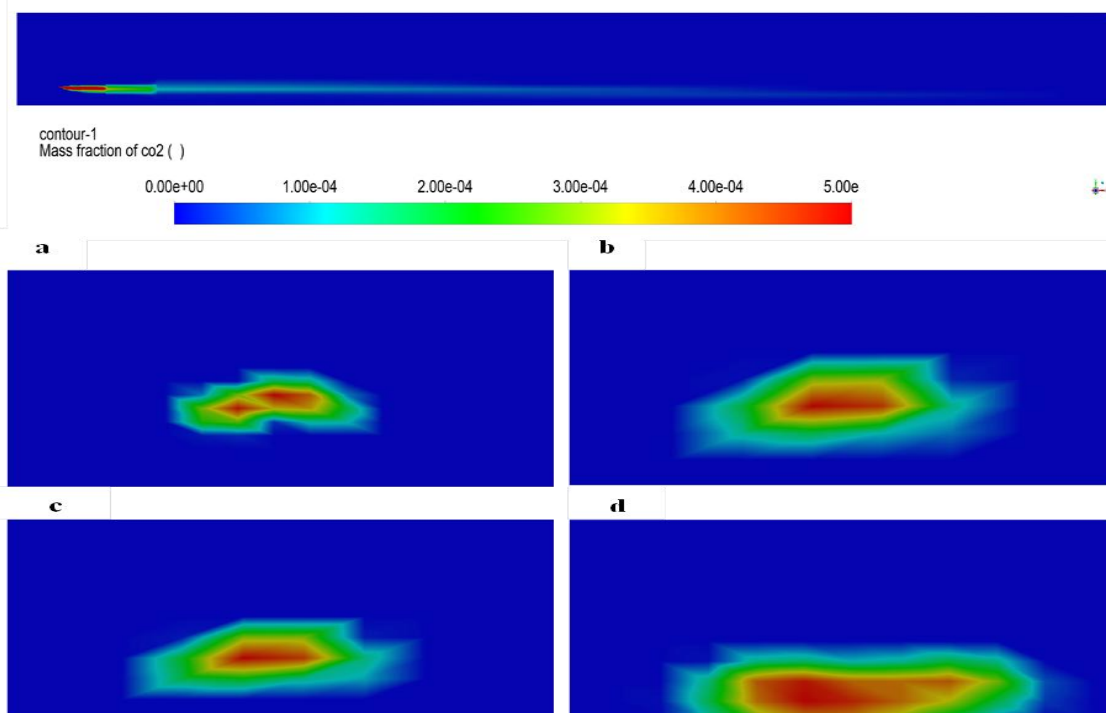 contour-1
Mass fraction of co2 ( )
0.00e+00 1.00e-04 2.00e-04 3.00e-04 4.00e-04 5.00e
a b
c d